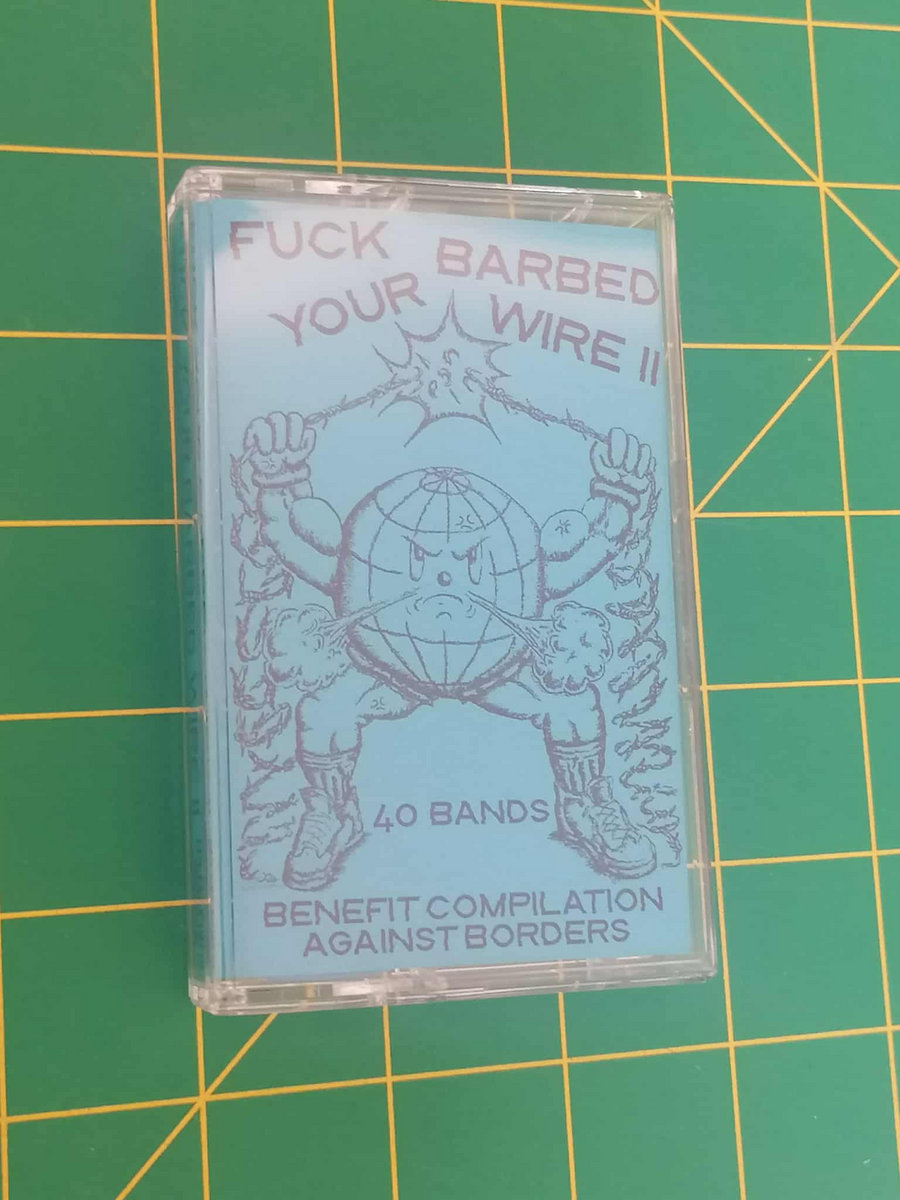 FUCK
YOUR
BARBED
WIRE II
40 BANDS
BENEFIT COMPILATION
AGAINST BORDERS